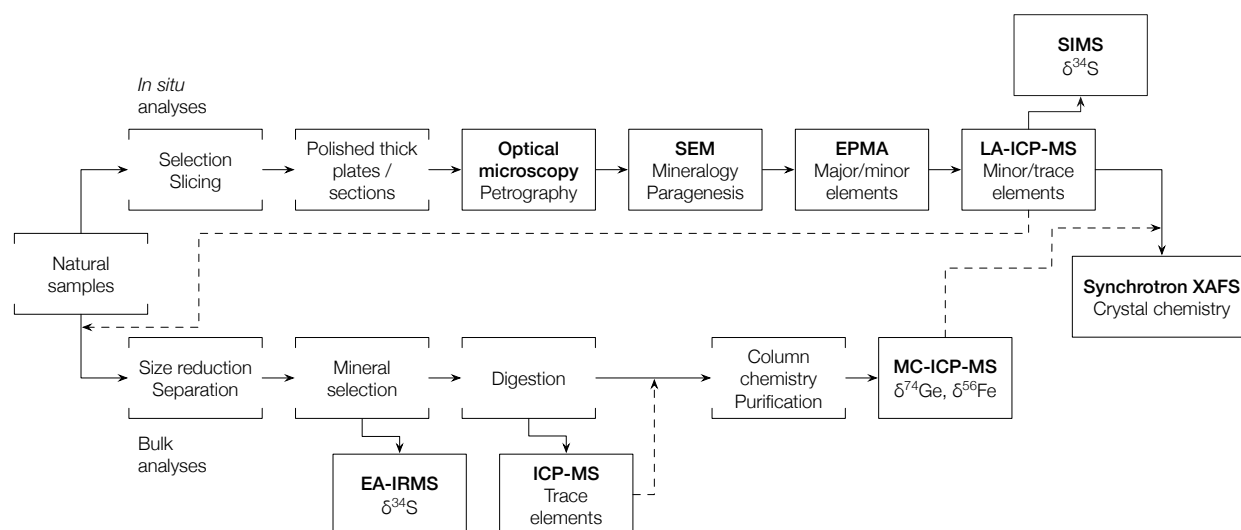 SIMS
δ³⁴S
In situ
analyses
Selection
Slicing
Polished thick
plates /
sections
Optical
microscopy
Petrography
SEM
Mineralogy
Paragenesis
EPMA
Major/minor
elements
LA-ICP-MS
Minor/trace
elements
Natural
samples
Synchrotron XAFS
Crystal chemistry
Size reduction
Separation
Mineral
selection
Digestion
Column
chemistry
Purification
MC-ICP-MS
δ⁷⁴Ge, δ⁵⁶Fe
Bulk
analyses
EA-IRMS
δ³⁴S
ICP-MS
Trace
elements